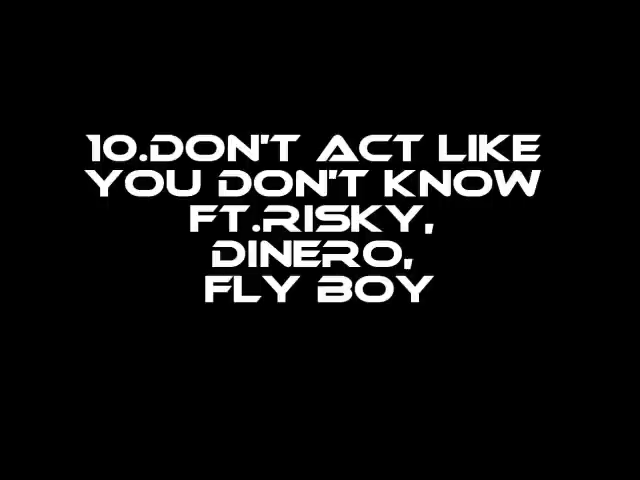 10.DON'T ACT LIKE
YOU DON'T KNOW
FT.RISKY,
DINERO,
FLY BOY